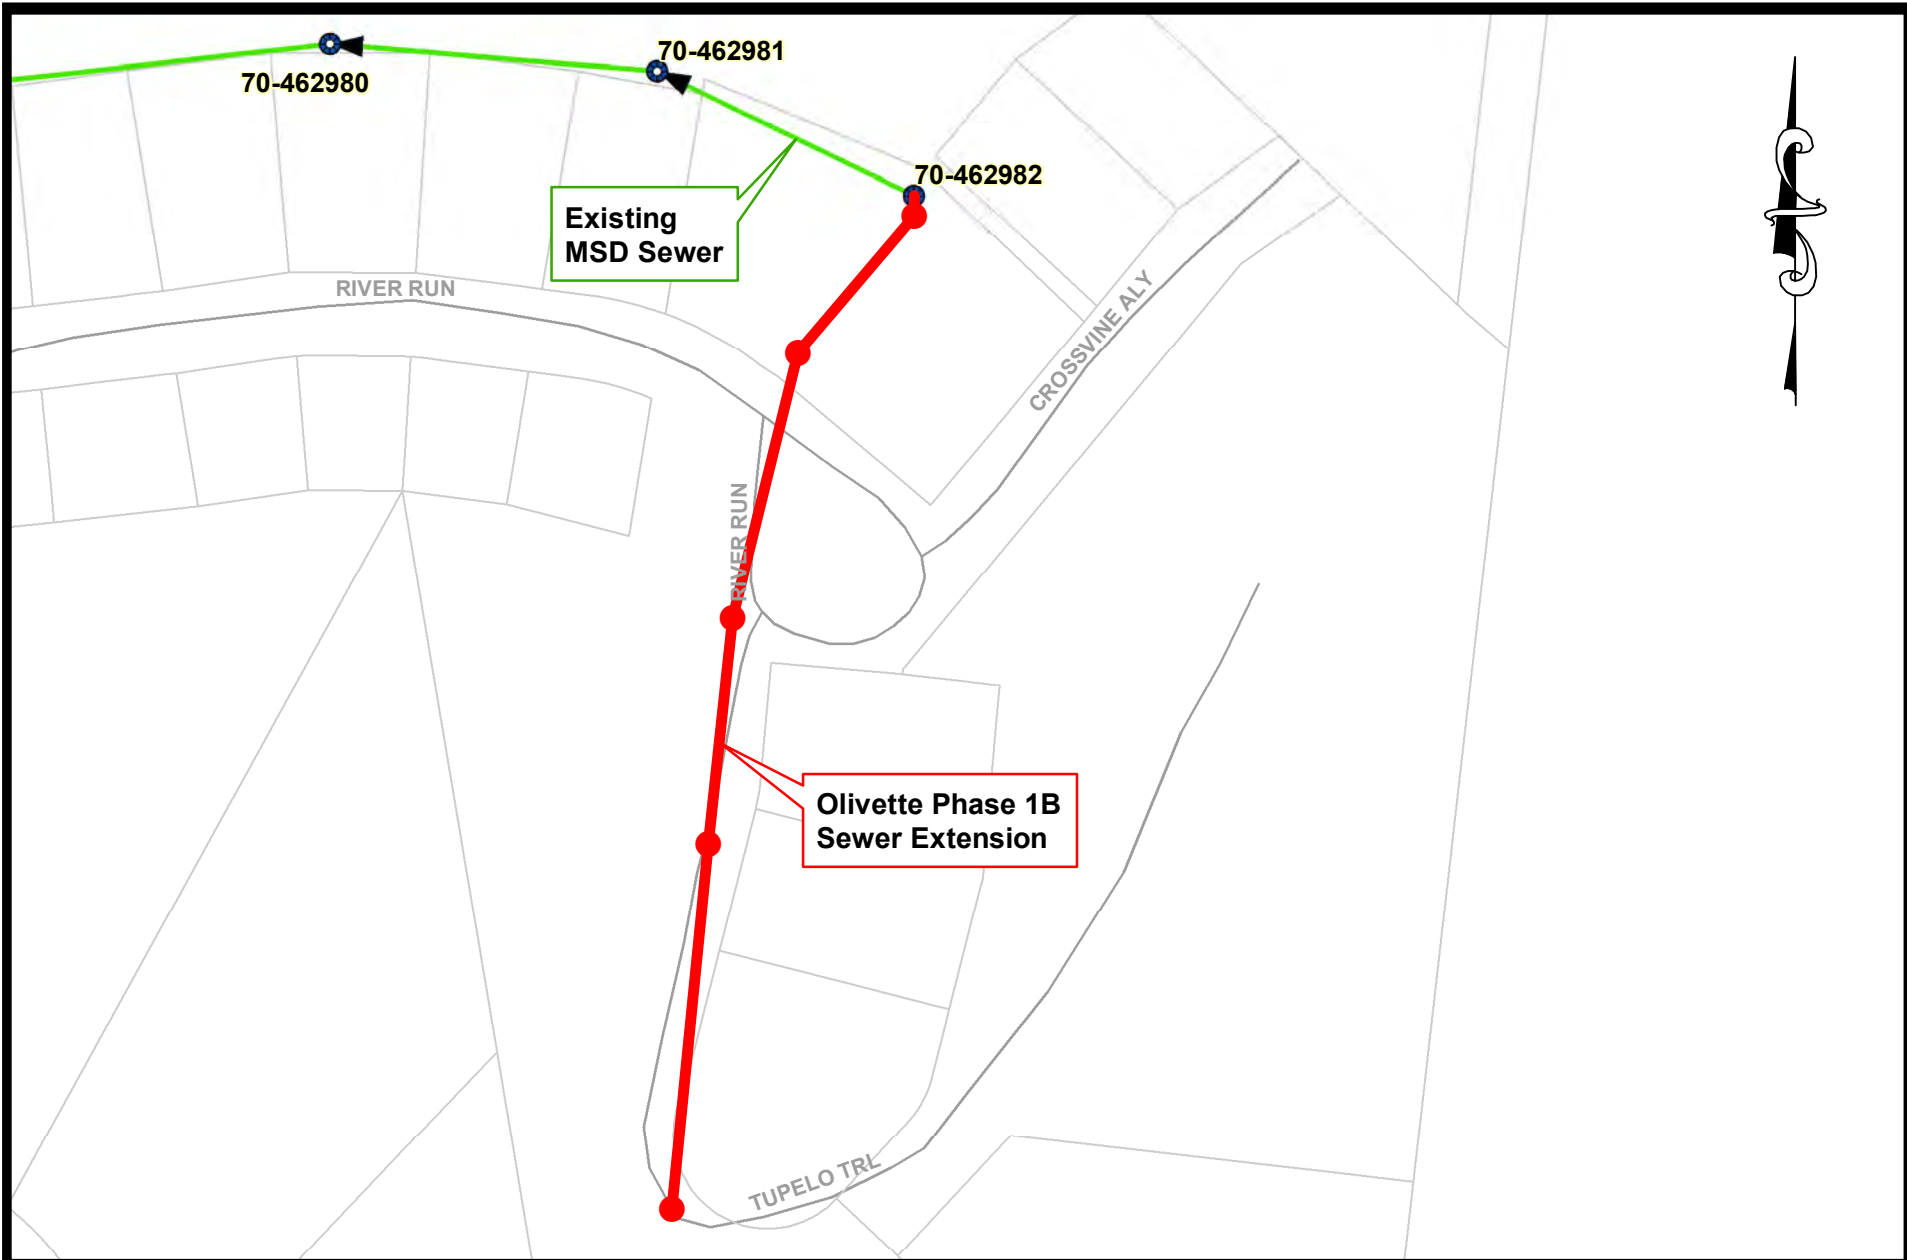 70-462981
70-462980
70-462982
Existing
MSD Sewer
RIVER RUN
CROSSVINE ALY
RIVER RUN
Olivette Phase 1B
Sewer Extension
TUPELO TRL